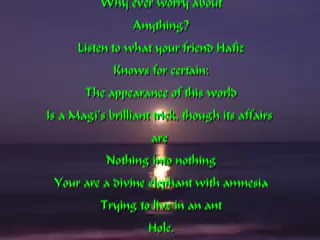 Why ever worry about
Anything?
Listen to what your friend Hafiz
Knows for certain:
The appearance of this world
Is a Magi's brilliant trick, though its affairs
are
Nothing into nothing
Your are a divine elephant with amnesia
Trying to live in an ant
Hole.